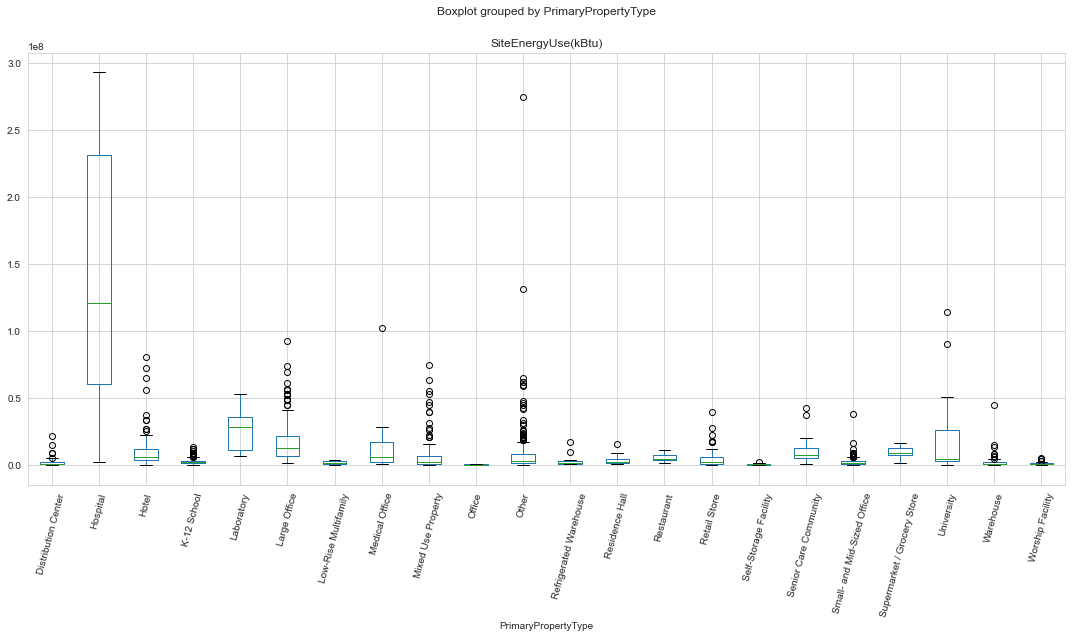 Boxplot grouped by PrimaryPropertyType
SiteEnergyUse(kBtu)
1e8
3.0
2.5
2.0
1.5
1.0
0.5
0.0
Distribution Center
Hospital
Hotel
K-12 School
Laboratory
Large Office
Low-Rise Multifamily
Medical Office
Mixed Use Property
Office
Other
Refrigerated Warehouse
Residence Hall
Restaurant
Retail Store
Self-Storage Facility
Senior Care Community
Small- and Mid-Sized Office
Supermarket / Grocery Store
University
Warehouse
Worship Facility
PrimaryPropertyType